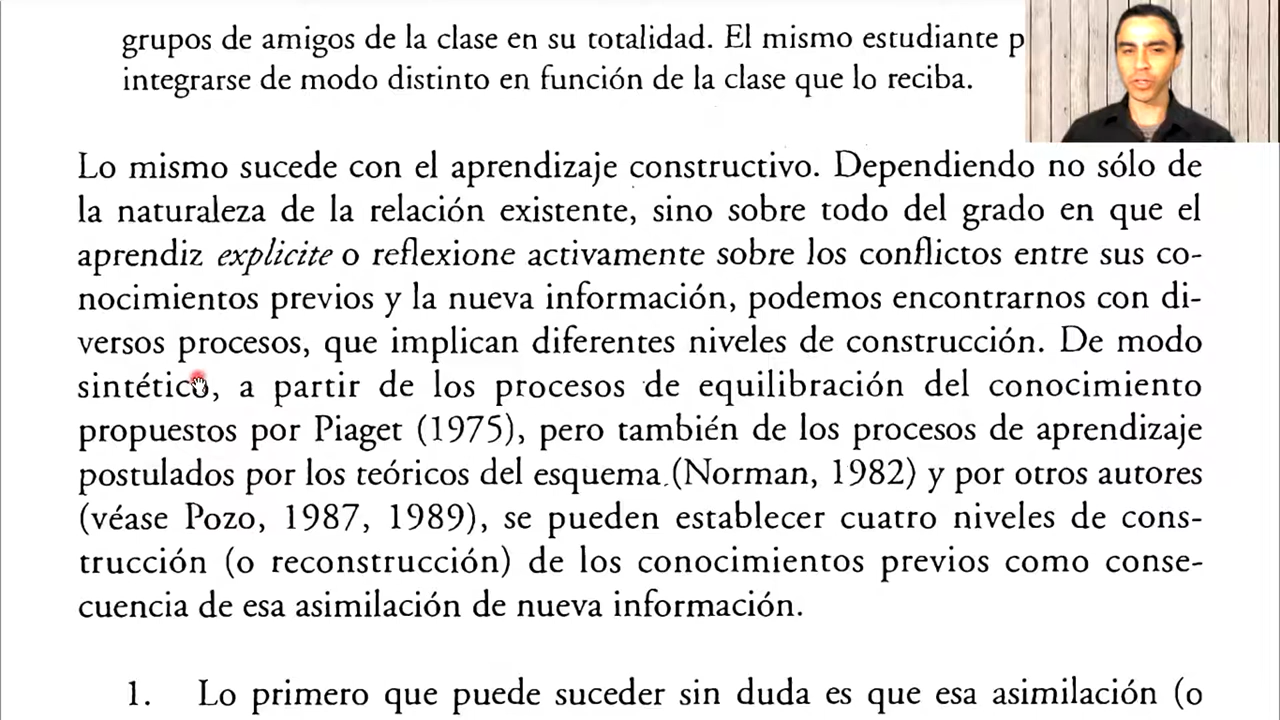 grupos de amigos de la clase en su totalidad. El mismo estudiante
integrarse de modo distinto en función de la clase que lo reciba.
Lo mismo sucede con el aprendizaje constructivo. Dependiendo no sólo de
la naturaleza de la relación existente, sino sobre todo del grado en que el
aprendiz explicite o reflexione activamente sobre los conflictos entre sus co-
nocimientos previos y la nueva información, podemos encontrarnos con di-
versos procesos, que implican diferentes niveles de construcción. De modo
sintético, a partir de los procesos de equilibración del conocimiento
propuestos por Piaget (1975), pero también de los procesos de aprendizaje
postulados por los teóricos del esquema (Norman, 1982) y por otros autores
(véase Pozo, 1987, 1989), se pueden establecer cuatro niveles de cons-
trucción (o reconstrucción) de los conocimientos previos como conse-
cuencia de esa asimilación de nueva información.
1. Lo primero que puede suceder sin duda es que esa asimilación (o